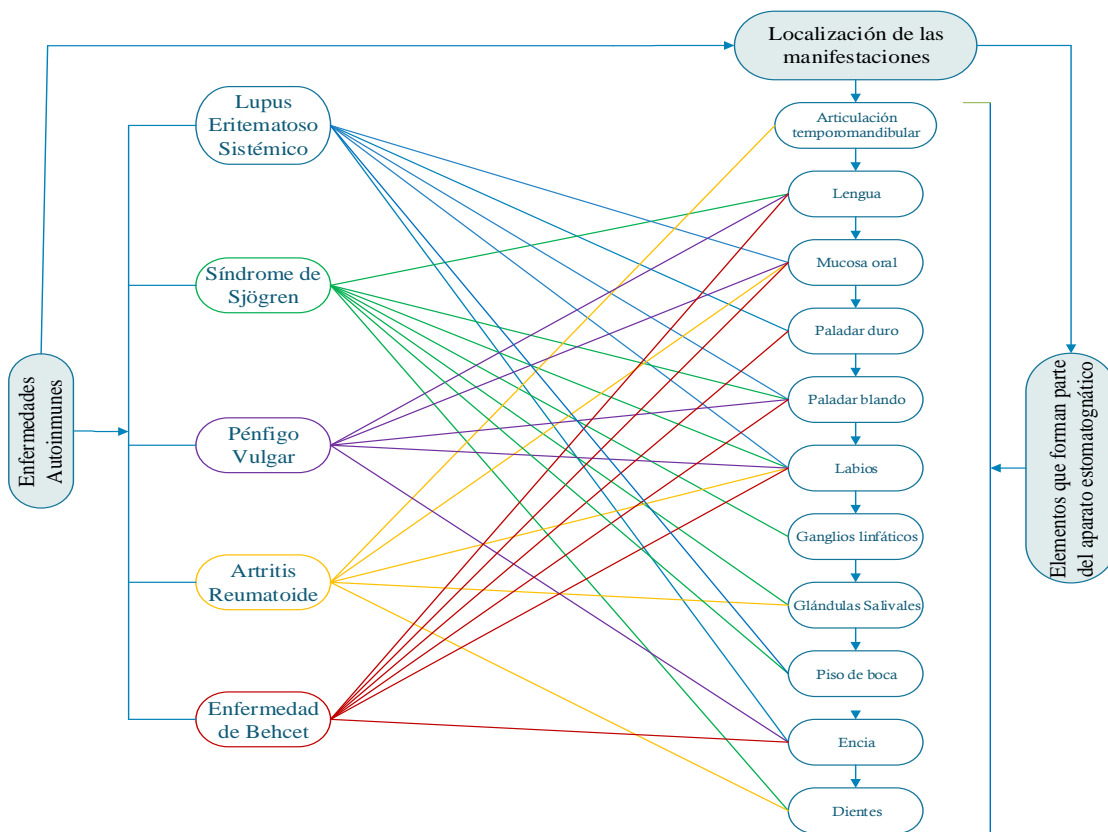 Localización de las
manifestaciones
Lupus
Eritematoso
Sistémico
Síndrome de
Sjögren
Enfermedades
Autoinmunes
Pénfigo
Vulgar
Artritis
Reumatoide
Enfermedad
de Behcet
Articulación
temporomandibular
Lengua
Mucosa oral
Paladar duro
Paladar blando
Labios
Ganglios linfáticos
Glándulas Salivales
Piso de boca
Encia
Dientes
Elementos que forman parte
del aparato estomatognático